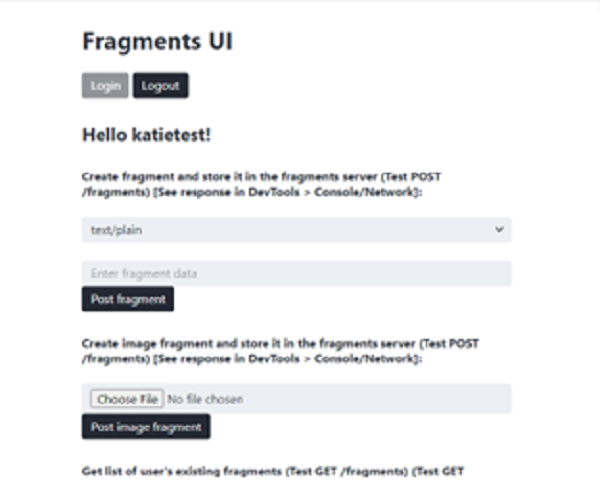 Fragments UI
Login Logout
Hello katietest!
Create fragment and store it in the fragments server (Test POST
/fragments) [See response in DevTools > Console/Network]:
text/plain
Enter fragment data
Post fragment
Create image fragment and store it in the fragments server (Test POST
/fragments) [See response in DevTools > Console/Network]:
Choose File No file chosen
Post image fragment
Get list of user's existing fragments (Test GET /fragments) (Test GET